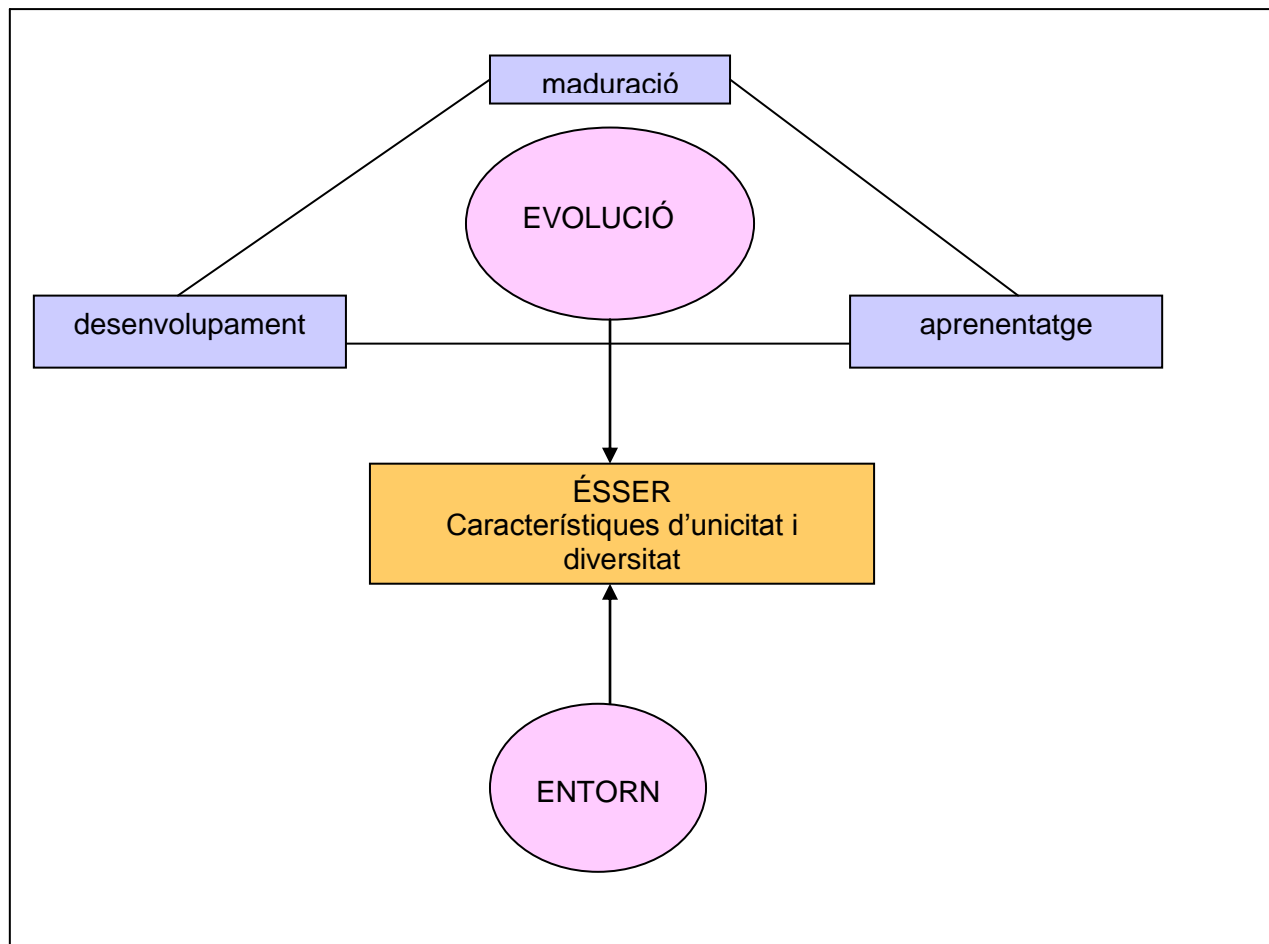 maduració
EVOLUCIÓ
desenvolupament
aprenentatge
ÉSSER
Característiques d’unicitat i
diversitat
ENTORN